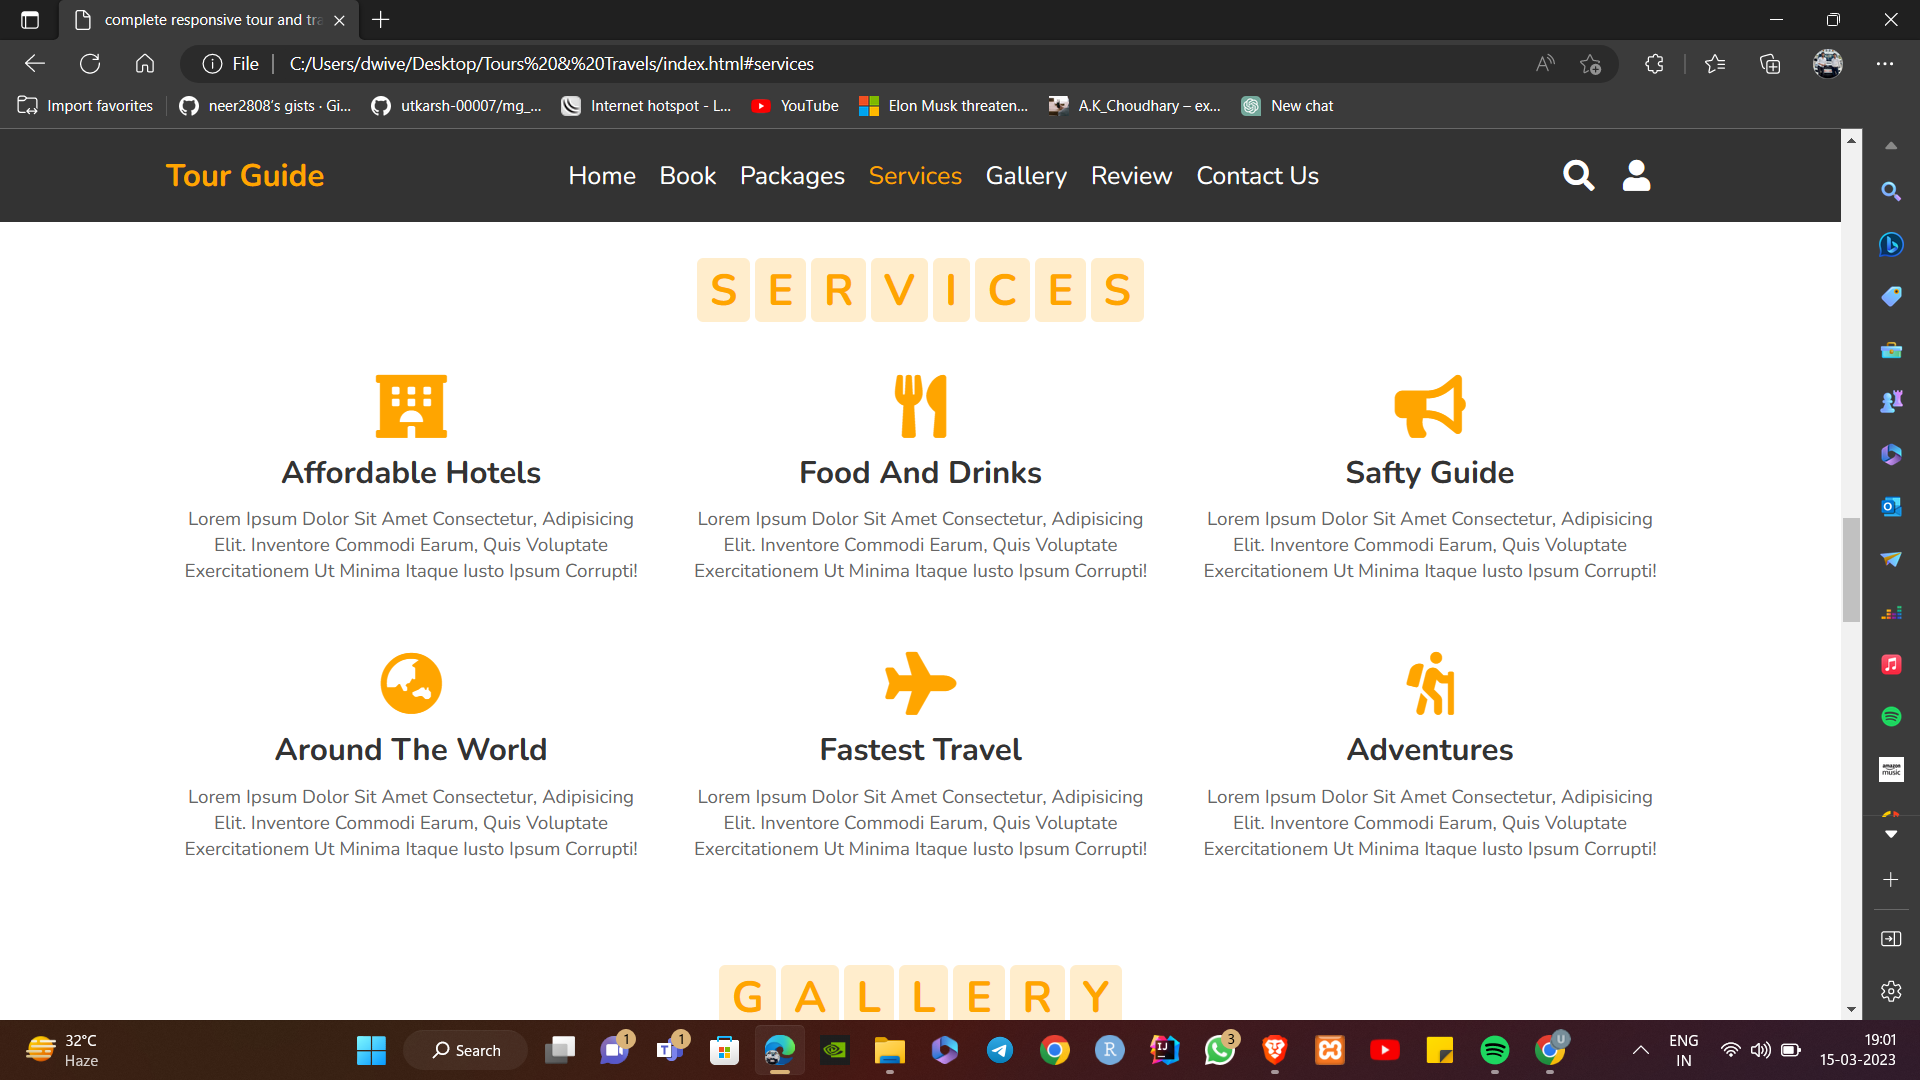 complete responsive tour and tra
File
C:/Users/dwive/Desktop/Tours%20&%20Travels/index.html#services
Import favorites
neer2808's gists · Gi...
utkarsh-00007/mg_...
Internet hotspot - L...
YouTube
Elon Musk threaten...
A.K_Choudhary – ex...
New chat
Tour Guide
Home Book Packages Services Gallery Review Contact Us
SERVICES
Affordable Hotels
Lorem Ipsum Dolor Sit Amet Consectetur, Adipisicing
Elit. Inventore Commodi Earum, Quis Voluptate
Exercitationem Ut Minima Itaque Iusto Ipsum Corrupti!
Food And Drinks
Lorem Ipsum Dolor Sit Amet Consectetur, Adipisicing
Elit. Inventore Commodi Earum, Quis Voluptate
Exercitationem Ut Minima Itaque Iusto Ipsum Corrupti!
Safty Guide
Lorem Ipsum Dolor Sit Amet Consectetur, Adipisicing
Elit. Inventore Commodi Earum, Quis Voluptate
Exercitationem Ut Minima Itaque Iusto Ipsum Corrupti!
Around The World
Lorem Ipsum Dolor Sit Amet Consectetur, Adipisicing
Elit. Inventore Commodi Earum, Quis Voluptate
Exercitationem Ut Minima Itaque Iusto Ipsum Corrupti!
Fastest Travel
Lorem Ipsum Dolor Sit Amet Consectetur, Adipisicing
Elit. Inventore Commodi Earum, Quis Voluptate
Exercitationem Ut Minima Itaque Iusto Ipsum Corrupti!
Adventures
Lorem Ipsum Dolor Sit Amet Consectetur, Adipisicing
Elit. Inventore Commodi Earum, Quis Voluptate
Exercitationem Ut Minima Itaque Iusto Ipsum Corrupti!
GALLERY
amazon
music
32°C
Haze
Search
1
1
3
U
ENG
IN
19:01
15-03-2023